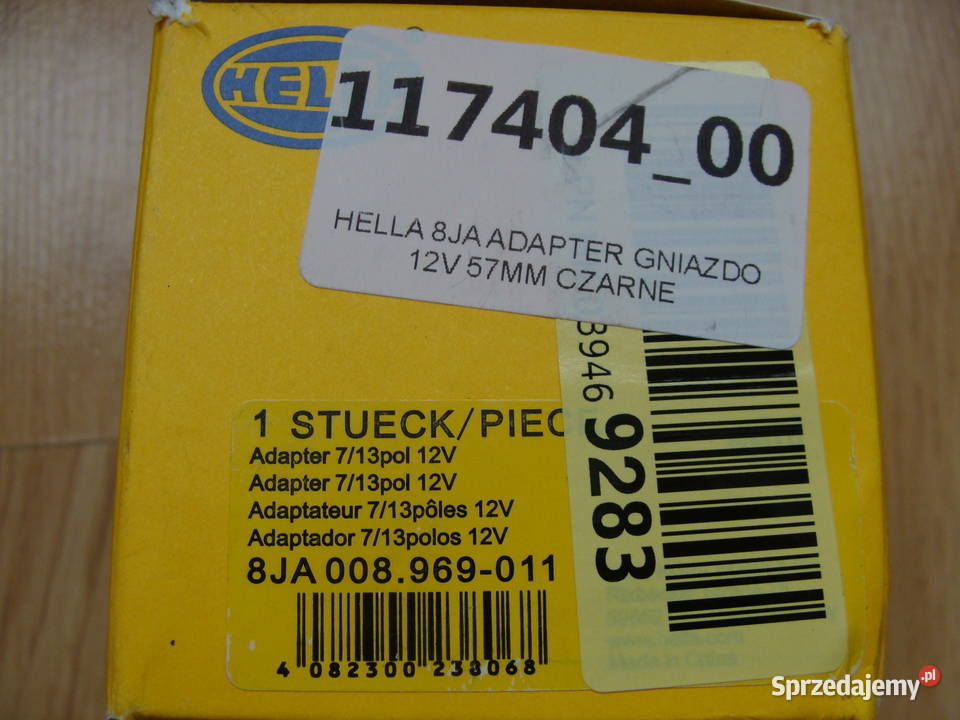 HELLA
117404_00
HELLA 8JA ADAPTER GNIAZDO
12V 57MM CZARNE
8946 9283
1 STUECK/PIEC
Adapter 7/13pol 12V
Adapter 7/13pol 12V
Adaptateur 7/13pôles 12V
Adaptador 7/13polos 12V
8JA 008.969-011
4 082300 238068
Made in China
Sprzedajemy.pl